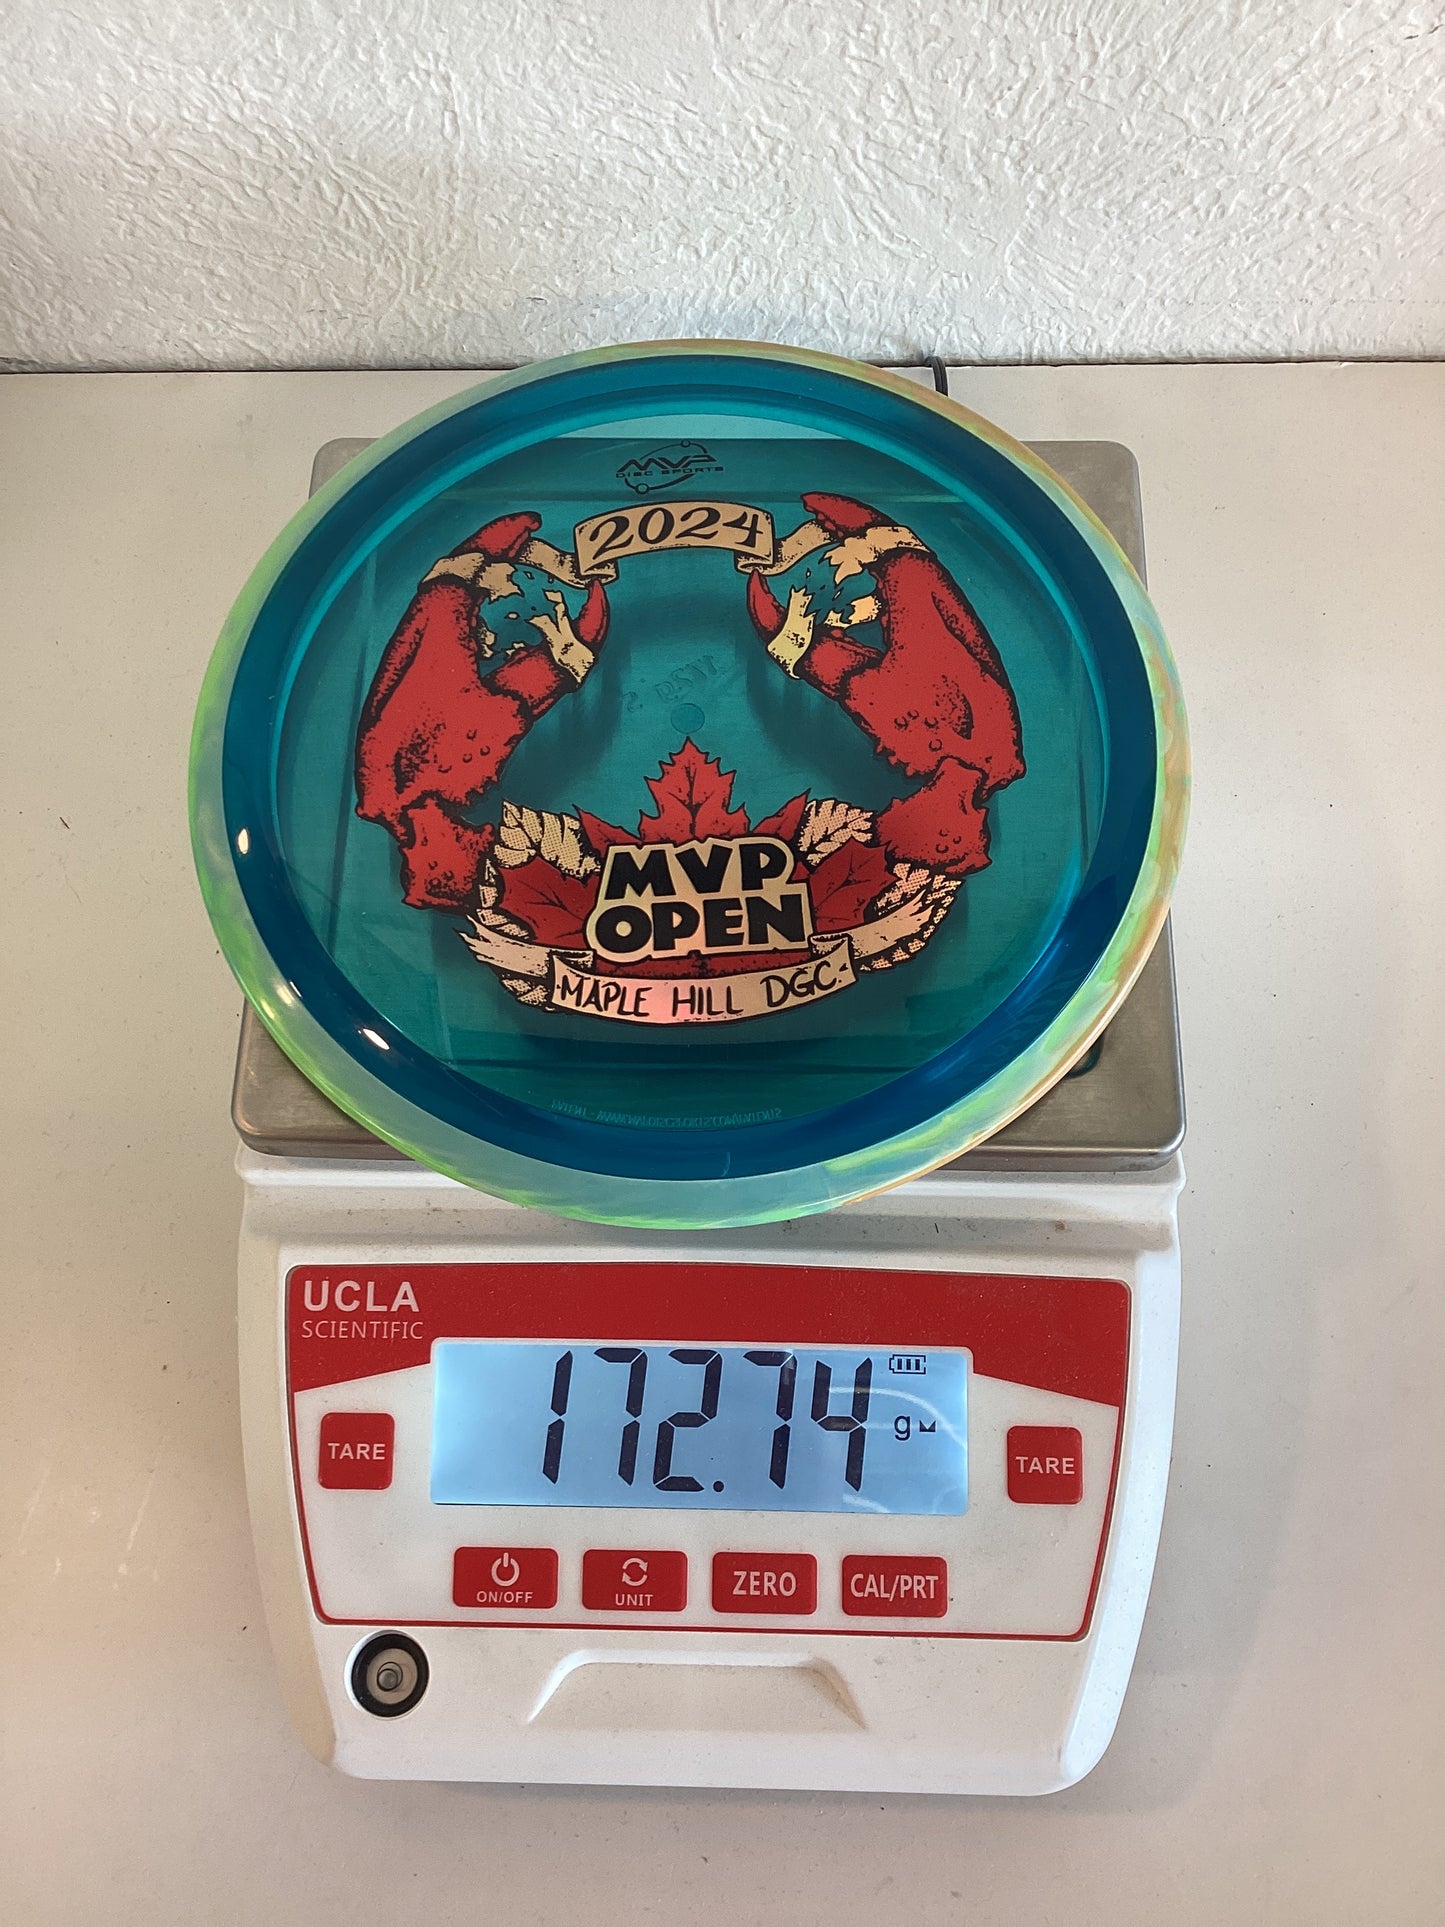 MVP
DISC SPORTS
2024
MVP
OPEN
·MAPLE HILL DGC·
UCLA
SCIENTIFIC
172.74 g
TARE
TARE
ON/OFF
UNIT
ZERO
CAL/PRT